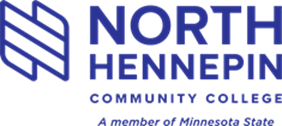 NORTH
HENNEPIN
COMMUNITY COLLEGE
A member of Minnesota State